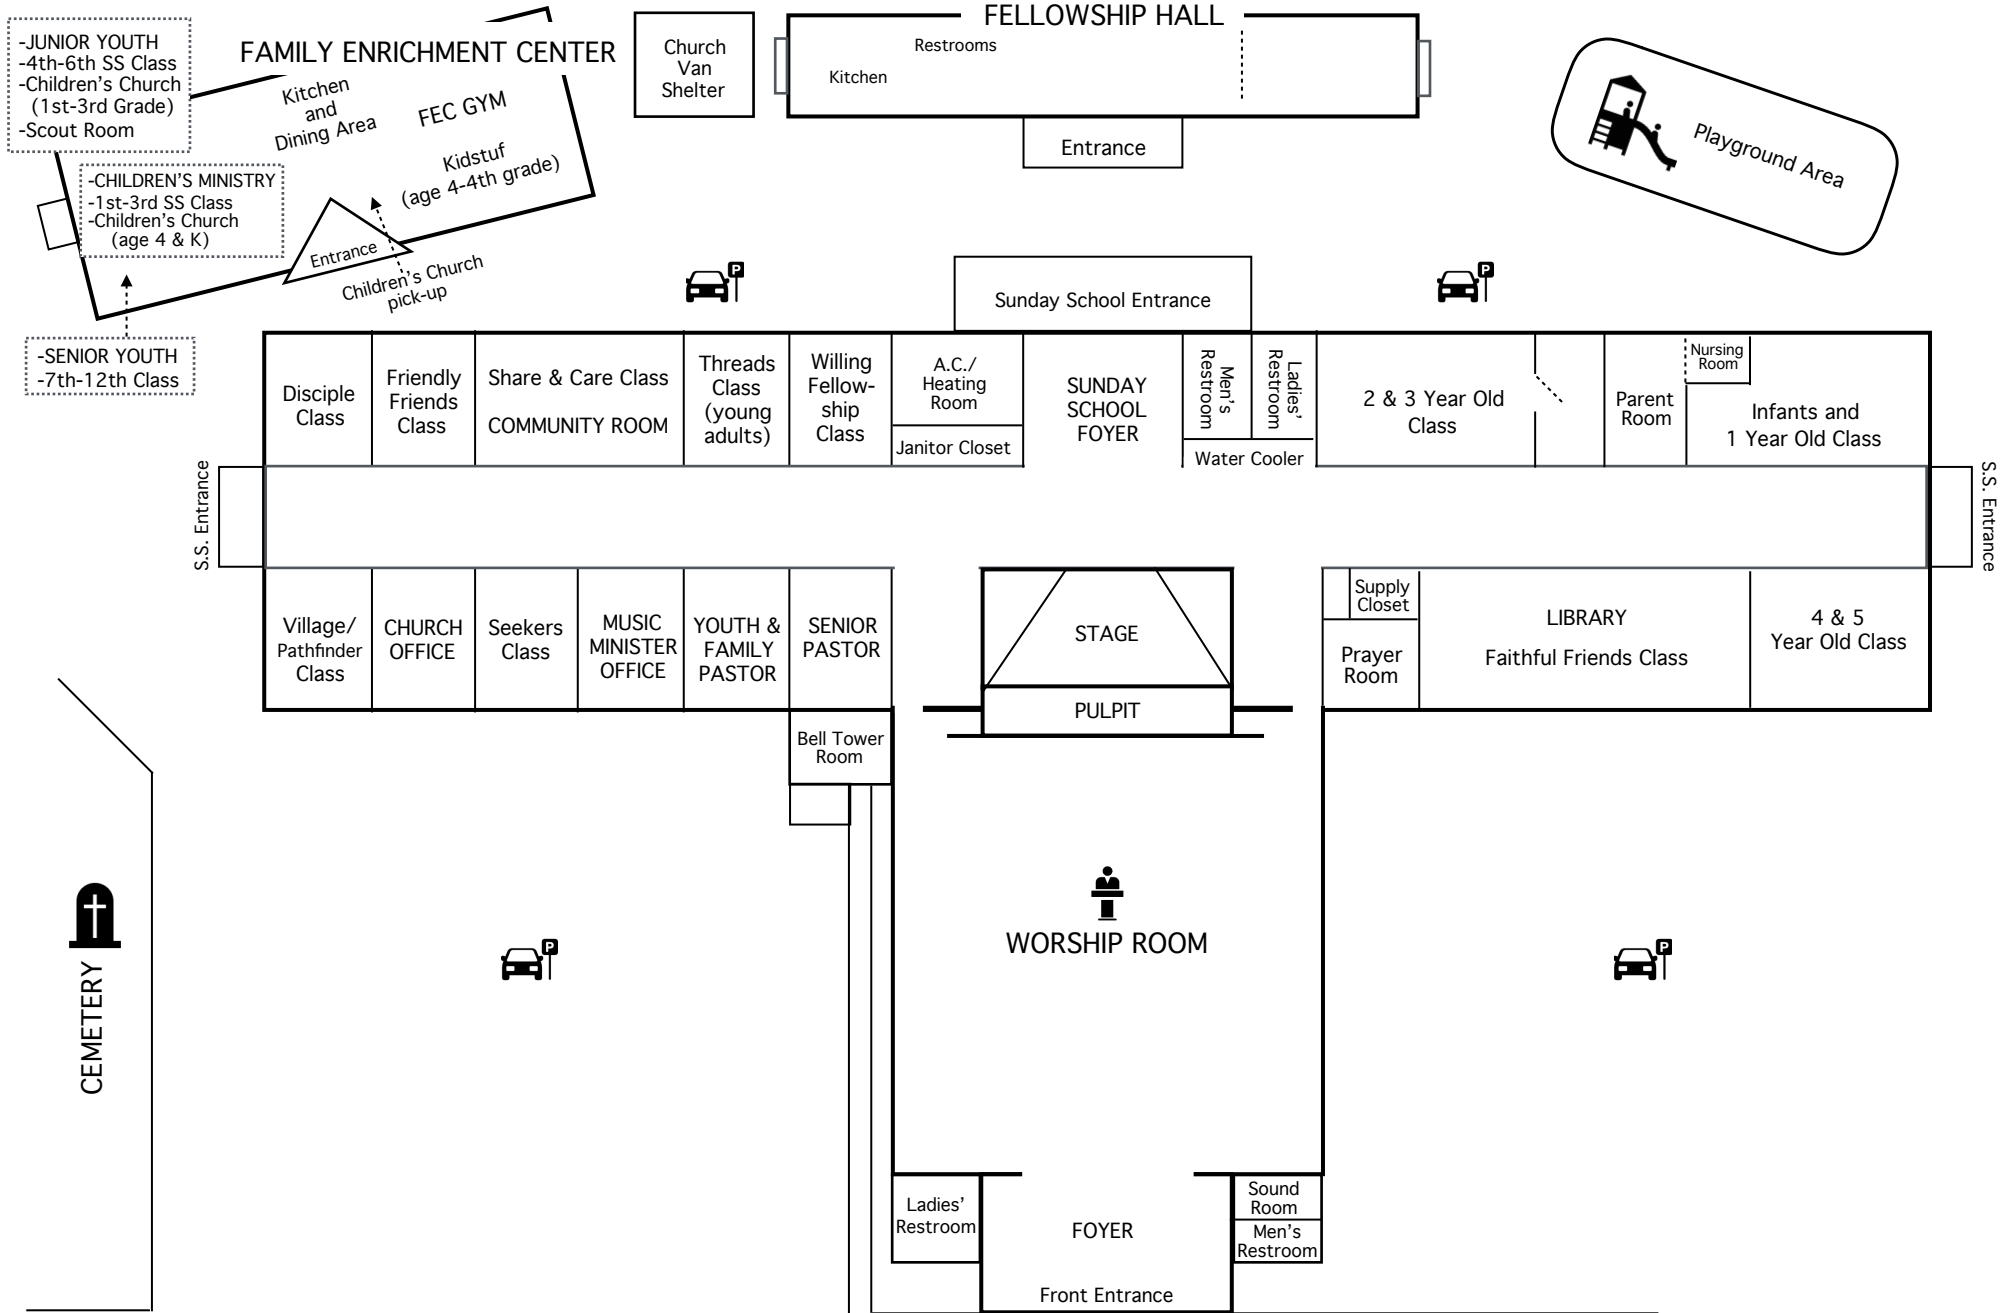 FELLOWSHIP HALL
-JUNIOR YOUTH
-4th-6th SS Class
-Children's Church
(1st-3rd Grade)
-Scout Room
FAMILY ENRICHMENT CENTER
Kitchen
and
Dining Area
FEC GYM
Kidstuf
(age 4-4th grade)
Church
Van
Shelter
Restrooms
Kitchen
Entrance
Playground Area
-CHILDREN'S MINISTRY
-1st-3rd SS Class
-Children's Church
(age 4 & K)
Entrance
Children's Church
pick-up
P
P
Sunday School Entrance
-SENIOR YOUTH
-7th-12th Class
Disciple
Class
Friendly
Friends
Class
Share & Care Class
COMMUNITY ROOM
Threads
Class
(young
adults)
Willing
Fellow-
ship
Class
A.C./
Heating
Room
Janitor Closet
SUNDAY
SCHOOL
FOYER
Men's
Restroom
Ladies'
Restroom
Water Cooler
2 & 3 Year Old
Class
Parent
Room
Nursing
Room
Infants and
1 Year Old Class
S.S. Entrance
S.S. Entrance
Village/
Pathfinder
Class
CHURCH
OFFICE
Seekers
Class
MUSIC
MINISTER
OFFICE
YOUTH &
FAMILY
PASTOR
SENIOR
PASTOR
STAGE
PULPIT
Supply
Closet
Prayer
Room
LIBRARY
Faithful Friends Class
4 & 5
Year Old Class
Bell Tower
Room
WORSHIP ROOM
P
P
CEMETERY
Ladies'
Restroom
FOYER
Sound
Room
Men's
Restroom
Front Entrance